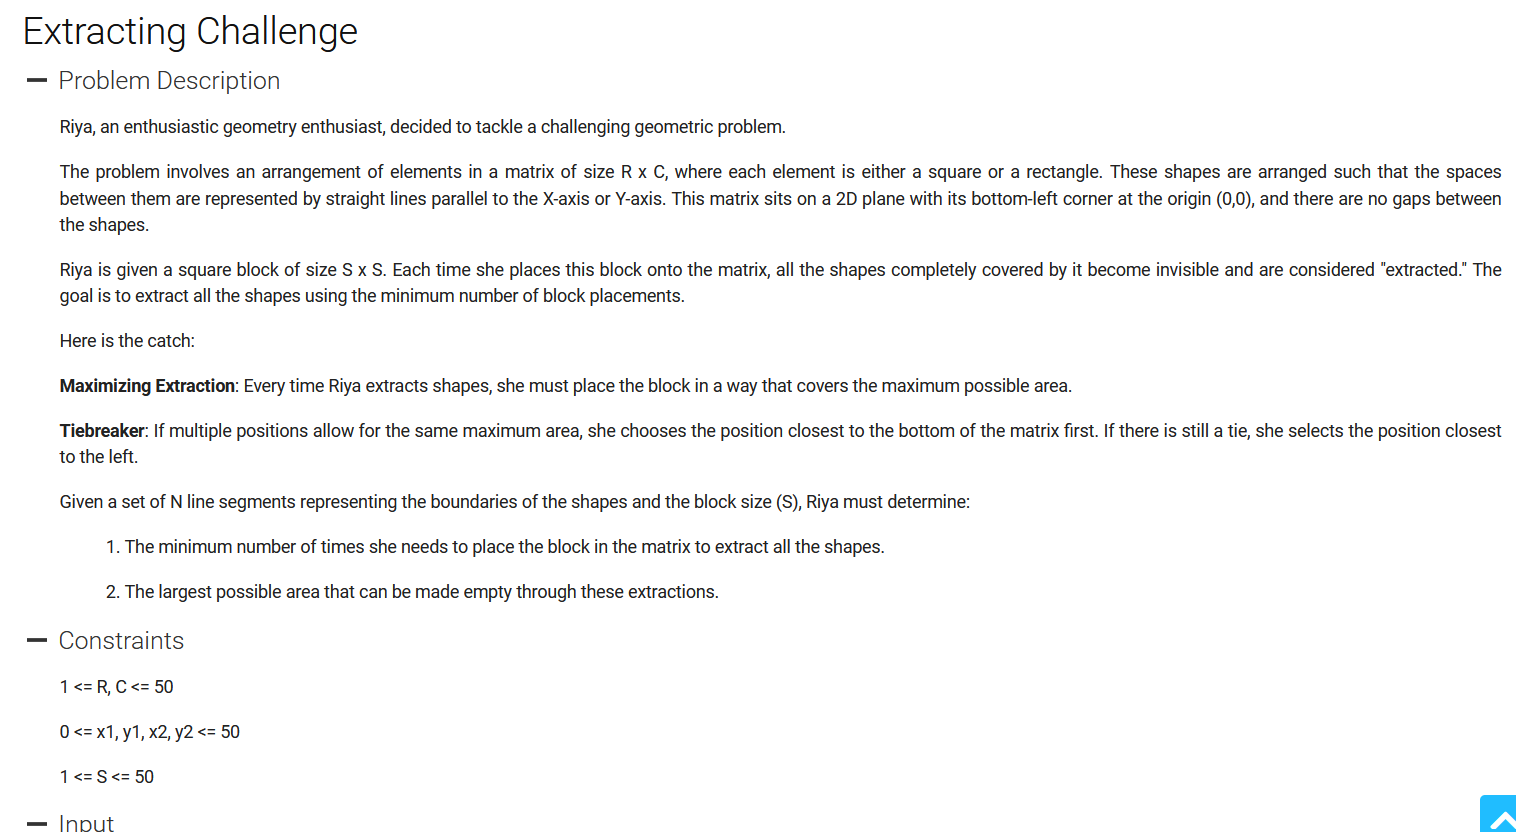 Extracting Challenge
Problem Description
Riya, an enthusiastic geometry enthusiast, decided to tackle a challenging geometric problem.
The problem involves an arrangement of elements in a matrix of size R x C, where each element is either a square or a rectangle. These shapes are arranged such that the spaces
between them are represented by straight lines parallel to the X-axis or Y-axis. This matrix sits on a 2D plane with its bottom-left corner at the origin (0,0), and there are no gaps between
the shapes.
Riya is given a square block of size S x S. Each time she places this block onto the matrix, all the shapes completely covered by it become invisible and are considered "extracted." The
goal is to extract all the shapes using the minimum number of block placements.
Here is the catch:
Maximizing Extraction: Every time Riya extracts shapes, she must place the block in a way that covers the maximum possible area.
Tiebreaker: If multiple positions allow for the same maximum area, she chooses the position closest to the bottom of the matrix first. If there is still a tie, she selects the position closest
to the left.
Given a set of N line segments representing the boundaries of the shapes and the block size (S), Riya must determine:
1. The minimum number of times she needs to place the block in the matrix to extract all the shapes.
2. The largest possible area that can be made empty through these extractions.
Constraints
1 <= R, C <= 50
0 <= x1, y1, x2, y2 <= 50
1 <= S <= 50
Input